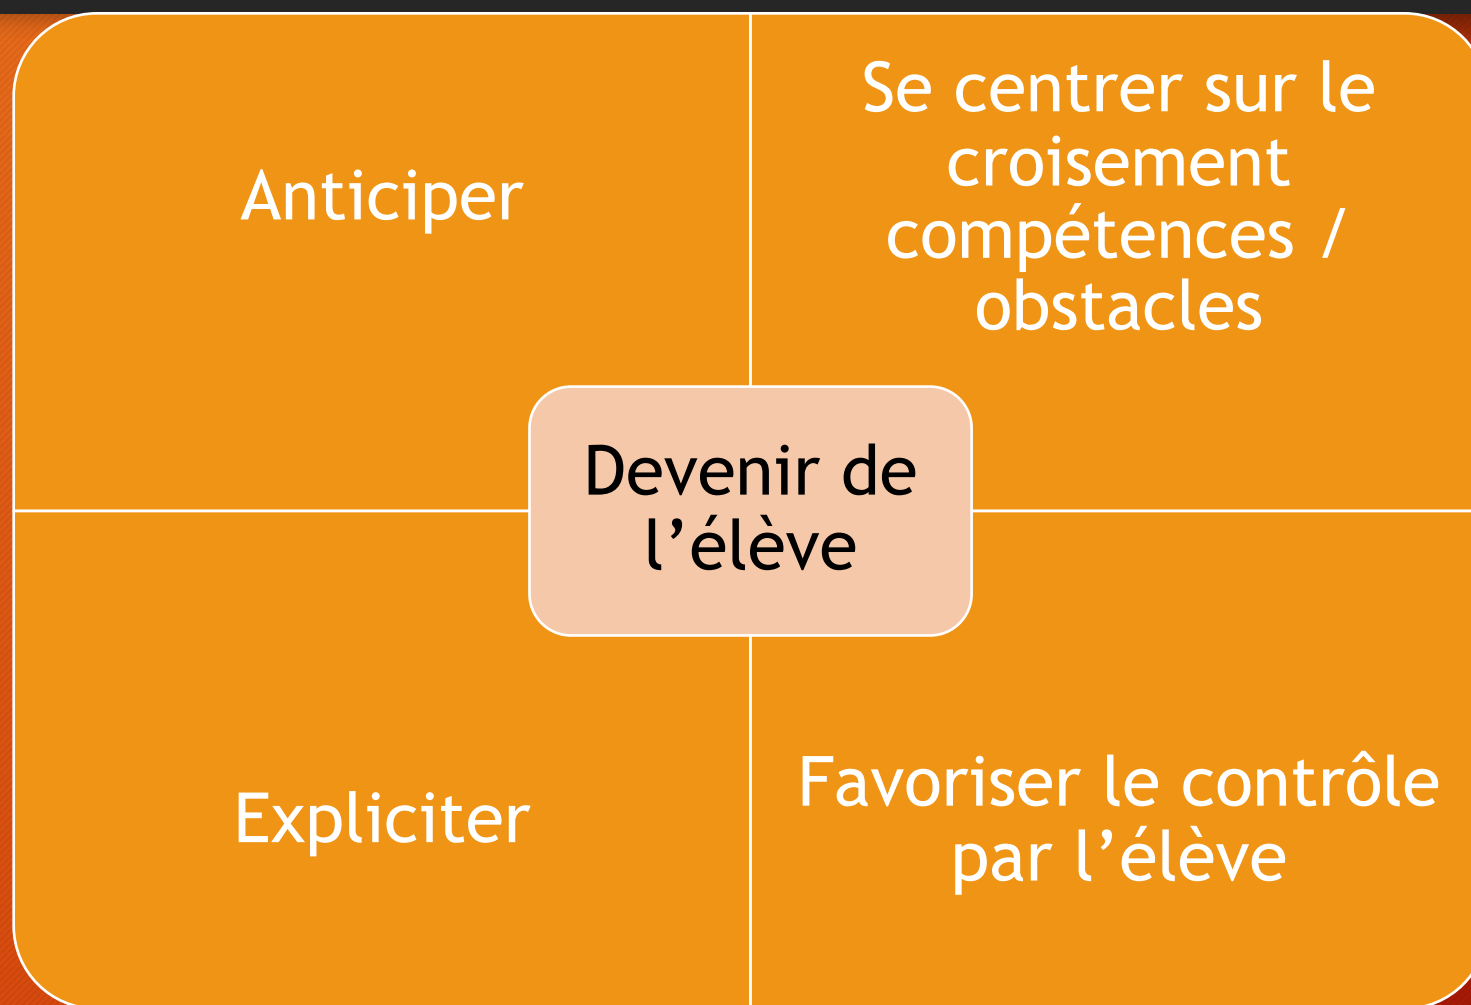 Anticiper
Se centrer sur le
croisement
compétences /
obstacles
Devenir de
l’élève
Expliciter
Favoriser le contrôle
par l’élève